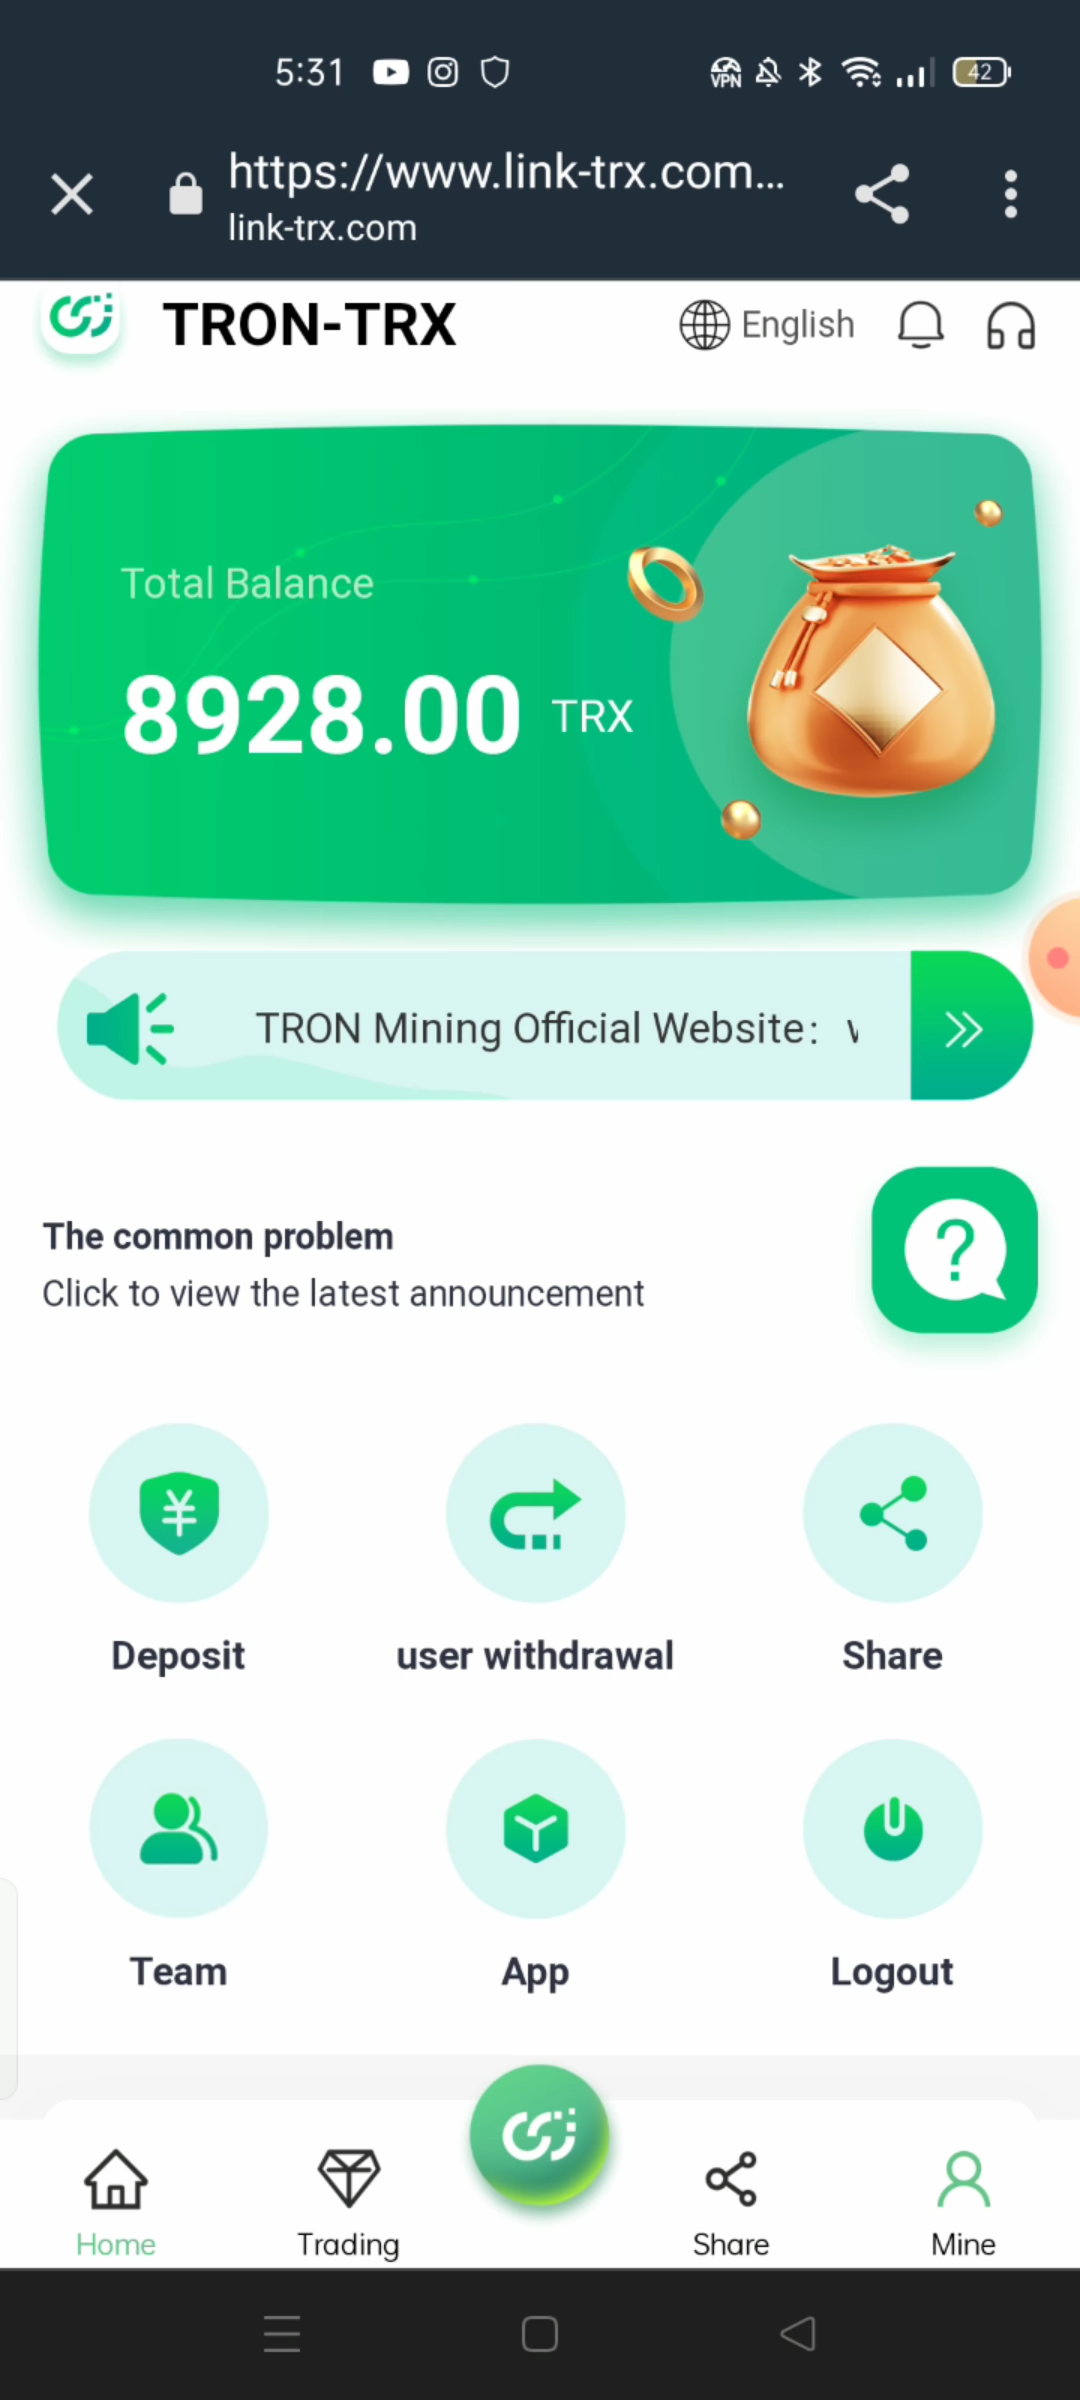 5:31
VPN
42
https://www.link-trx.com...
link-trx.com
TRON-TRX
English
Total Balance
8928.00 TRX
TRON Mining Official Website:
The common problem
Click to view the latest announcement
?
¥
Deposit
user withdrawal
Share
Team
App
Logout
Home
Trading
Share
Mine